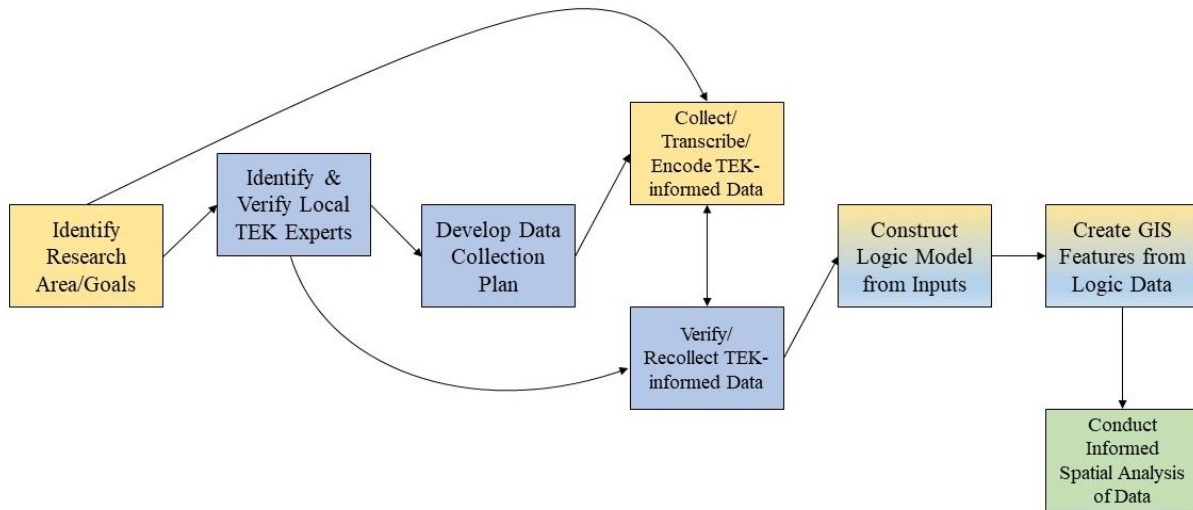 Identify
Research
Area/Goals
Identify &
Verify Local
TEK Experts
Develop Data
Collection
Plan
Collect/
Transcribe/
Encode TEK-
informed Data
Verify/
Recollect TEK-
informed Data
Construct
Logic Model
from Inputs
Create GIS
Features from
Logic Data
Conduct
Informed
Spatial Analysis
of Data